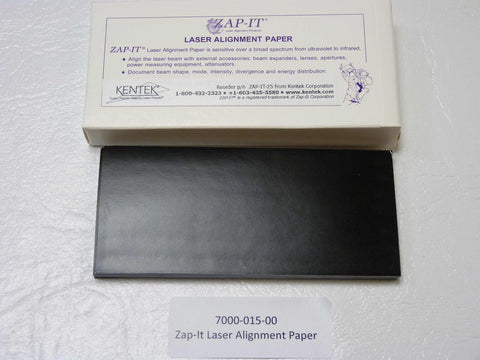 ZAP-IT®
Laser Alignment Products
LASER ALIGNMENT PAPER
ZAP-IT® Laser Alignment Paper is sensitive over a broad spectrum from ultraviolet to infrared.
• Align the laser beam with external accessories: beam expanders, lenses, apertures,
power measuring equipment, attenuators.
• Document beam shape, mode, intensity, divergence and energy distribution.
KENTEK
Reorder p/n ZAP-IT-25 from Kentek Corporation
1-800-432-2323 • +1-603-435-5580 • www.kentek.com
ZAP-IT® is a registered trademark of Zap-It Corporation
7000-015-00
Zap-It Laser Alignment Paper